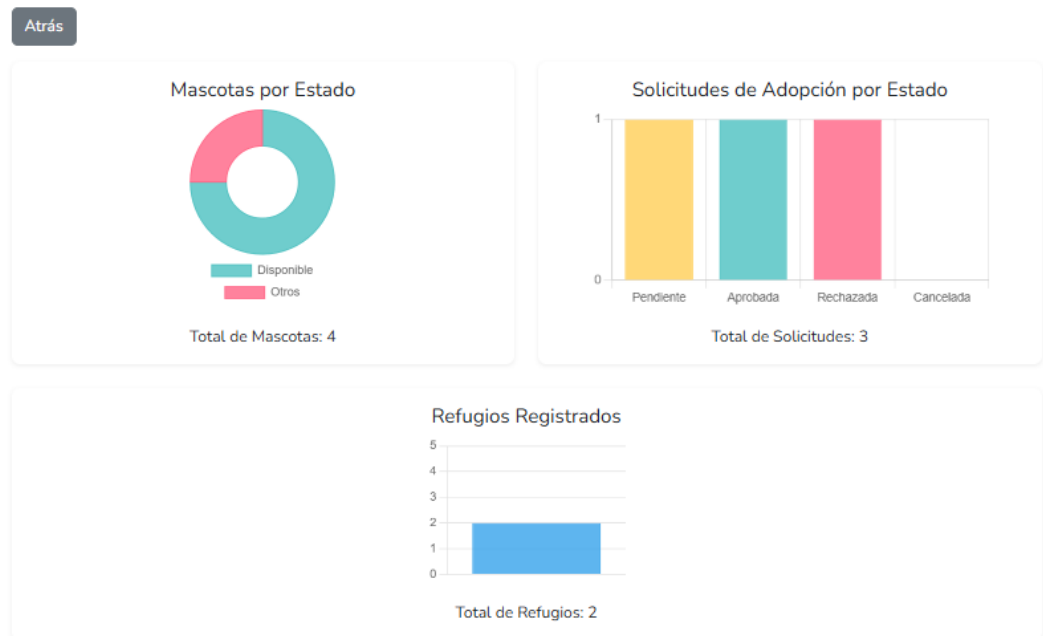 Atrás
Mascotas por Estado
Disponible
Otros
Total de Mascotas: 4
Solicitudes de Adopción por Estado
1
0
Pendiente Aprobada Rechazada Cancelada
Total de Solicitudes: 3
Refugios Registrados
5
4
3
2
1
0
Total de Refugios: 2